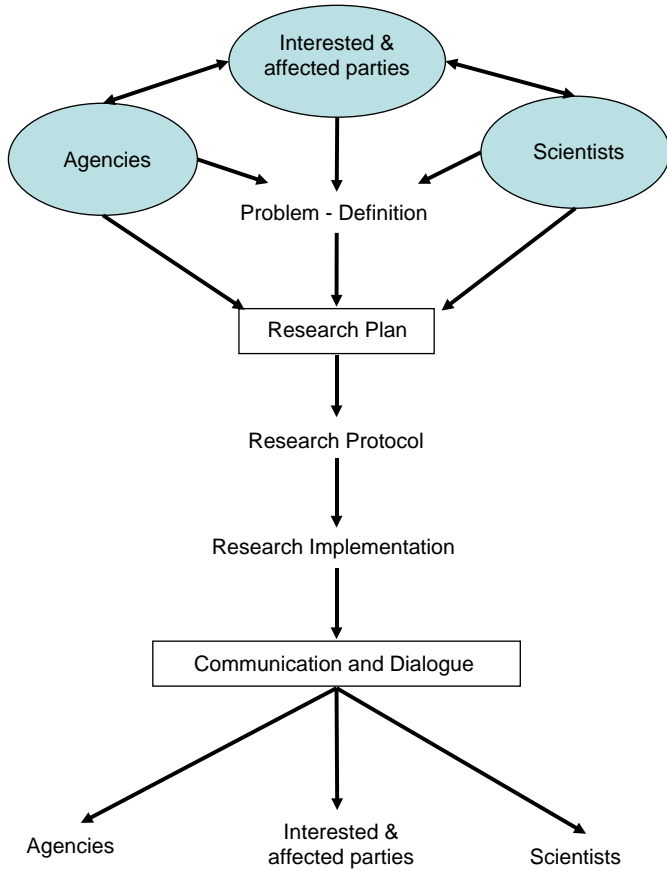 Interested &
affected parties
Agencies
Scientists
Problem - Definition
Research Plan
Research Protocol
Research Implementation
Communication and Dialogue
Agencies
Interested &
affected parties
Scientists